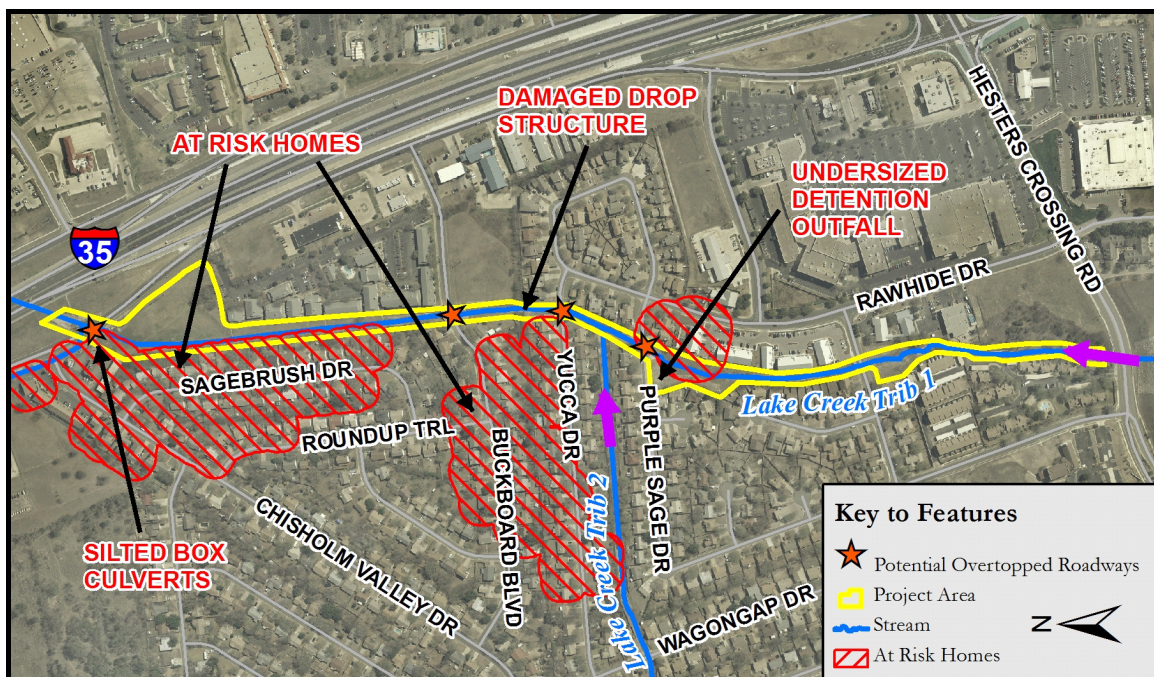 AT RISK HOMES
DAMAGED DROP
STRUCTURE
UNDERSIZED
DETENTION
OUTFALL
HESTERS CROSSING RD
35
RAWHIDE DR
SAGEBRUSH DR
ROUNDUP TRL
YUCCA DR
BUCKBOARD BLVD
PURPLE SAGE DR
Lake Creek Trib 1
Lake Creek Trib 2
CHISHOLM VALLEY DR
WAGONGAP DR
SILTED BOX
CULVERTS
Key to Features
Potential Overtopped Roadways
Project Area
Stream
At Risk Homes
N